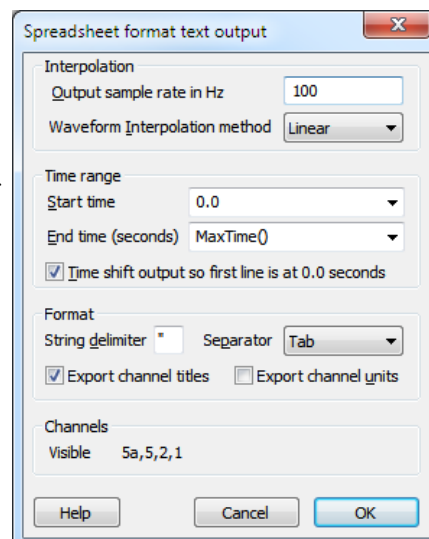 Spreadsheet format text output
Interpolation
Output sample rate in Hz 100
Waveform Interpolation method Linear
Time range
Start time 0.0
End time (seconds) MaxTime()
Time shift output so first line is at 0.0 seconds
Format
String delimiter " Separator Tab
Export channel titles Export channel units
Channels
Visible 5a,5,2,1
Help Cancel OK